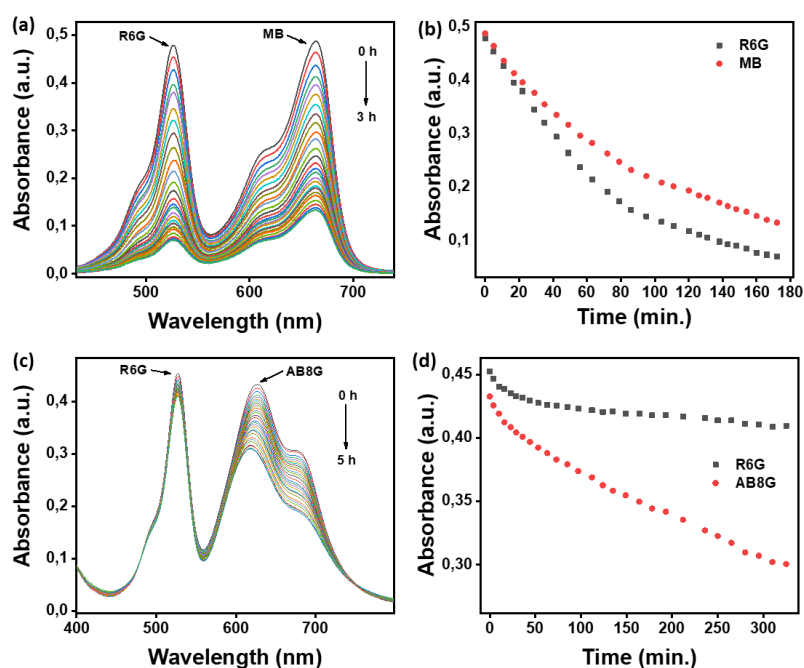 (a)
R6G
MB
0 h
3 h
0,5
0,4
0,3
0,2
0,1
0,0
Absorbance (a.u.)
500 600 700
Wavelength (nm)
(b)
R6G
MB
0,5
0,4
0,3
0,2
0,1
Absorbance (a.u.)
0 20 40 60 80 100 120 140 160 180
Time (min.)
(c)
R6G
AB8G
0 h
5 h
0,5
0,4
0,3
0,2
0,1
0,0
Absorbance (a.u.)
400 500 600 700
Wavelength (nm)
(d)
R6G
AB8G
0,45
0,40
0,35
0,30
Absorbance (a.u.)
0 50 100 150 200 250 300
Time (min.)